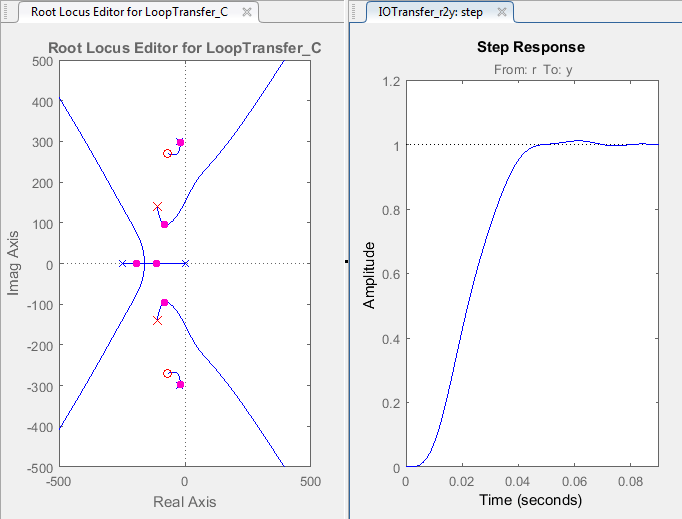 Root Locus Editor for LoopTransfer_C
Root Locus Editor for LoopTransfer_C
500
400
300
200
100
0
-100
-200
-300
-400
-500
-500
0
500
Imag Axis
Real Axis
IOTransfer_r2y: step
Step Response
From: r To: y
1.2
1
0.8
0.6
0.4
0.2
0
0
0.02
0.04
0.06
0.08
Amplitude
Time (seconds)